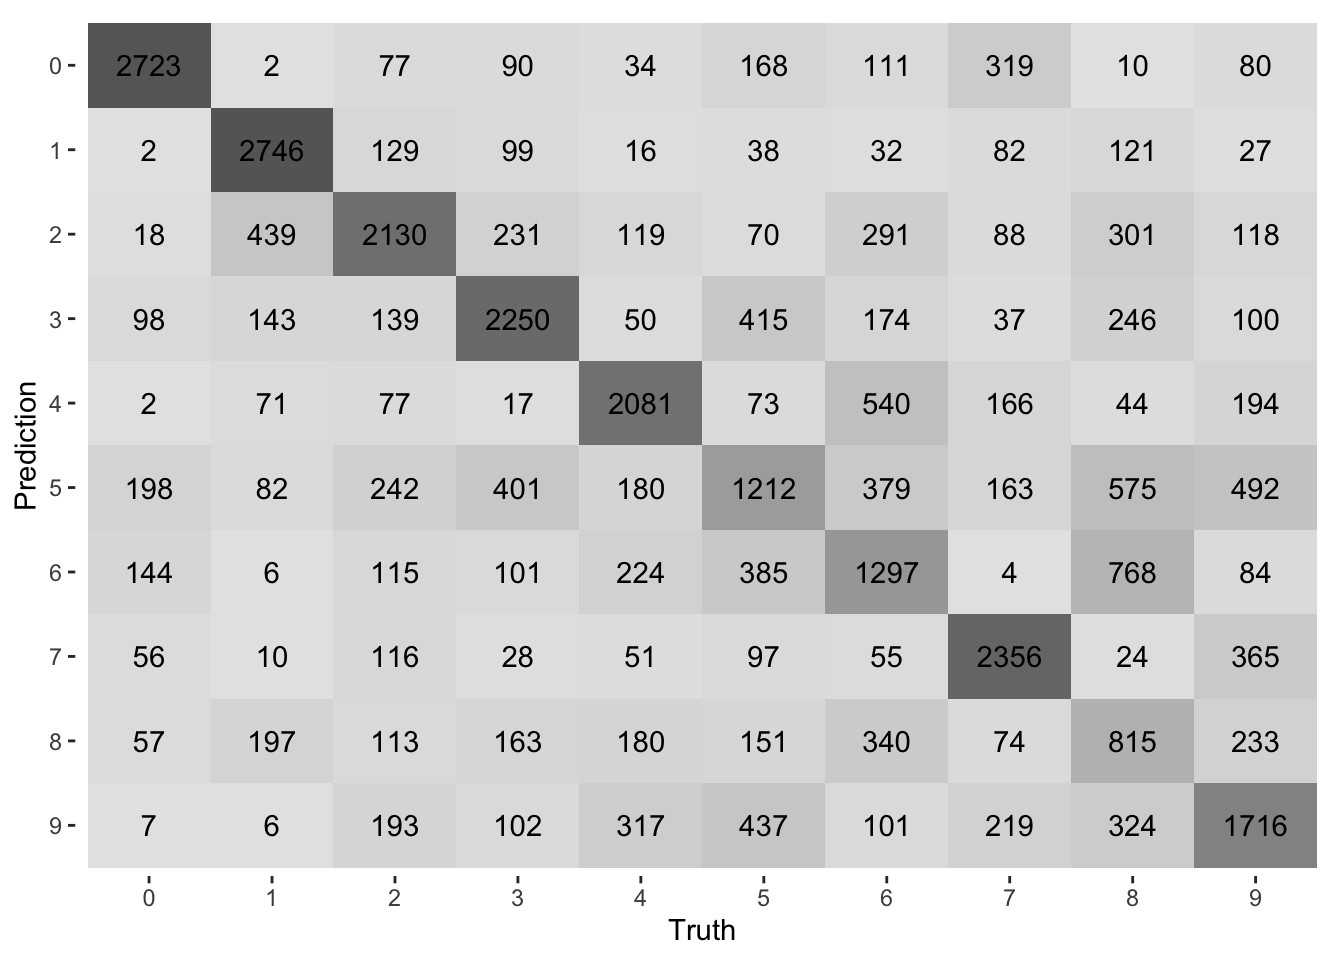 0 2723 2 77 90 34 168 111 319 10 80
1 2 2746 129 99 16 38 32 82 121 27
2 18 439 2130 231 119 70 291 88 301 118
3 98 143 139 2250 50 415 174 37 246 100
4 2 71 77 17 2081 73 540 166 44 194
5 198 82 242 401 180 1212 379 163 575 492
6 144 6 115 101 224 385 1297 4 768 84
7 56 10 116 28 51 97 55 2356 24 365
8 57 197 113 163 180 151 340 74 815 233
9 7 6 193 102 317 437 101 219 324 1716
0 1 2 3 4 5 6 7 8 9
Truth
Prediction